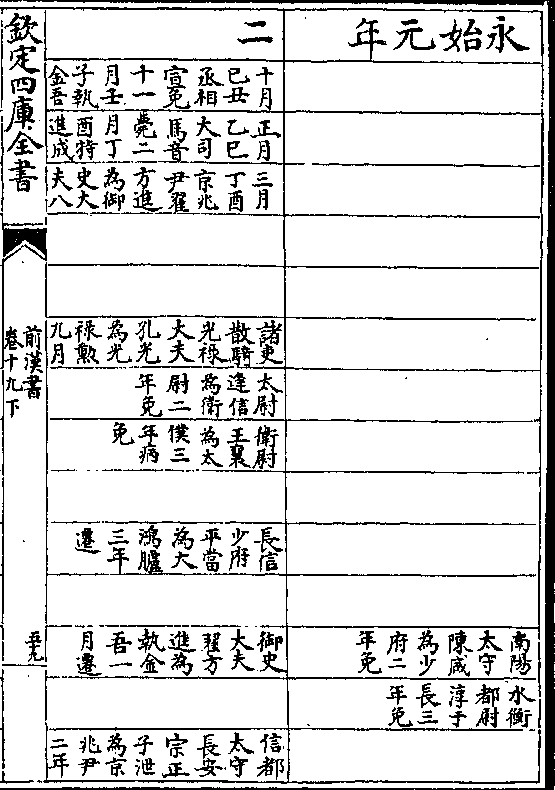 永始元年
南陽
太守
陳咸
為少
府二
年免
水衡
都尉
淳于
長三
年免
二
十月
己丑
丞相
宣免
十一
月壬
子執
金吾
正月
乙巳
大司
馬音
薨二
月丁
酉特
進成
三月
丁酉
京兆
尹翟
方進
為御
史大
夫八
諸吏
散騎
光祿
大夫
孔光
為光
祿勲
九月
太尉
逢信
為衛
尉二
年免
衛尉
王襃
為太
僕三
年病
免
長信
少府
平當
為大
鴻臚
三年
遷
御史
大夫
翟方
進為
執金
吾一
月遷
信都
太守
長安
宗正
子泄
為京
兆尹
二年
欽定四庫全書
前漢書
卷十九下
五十九